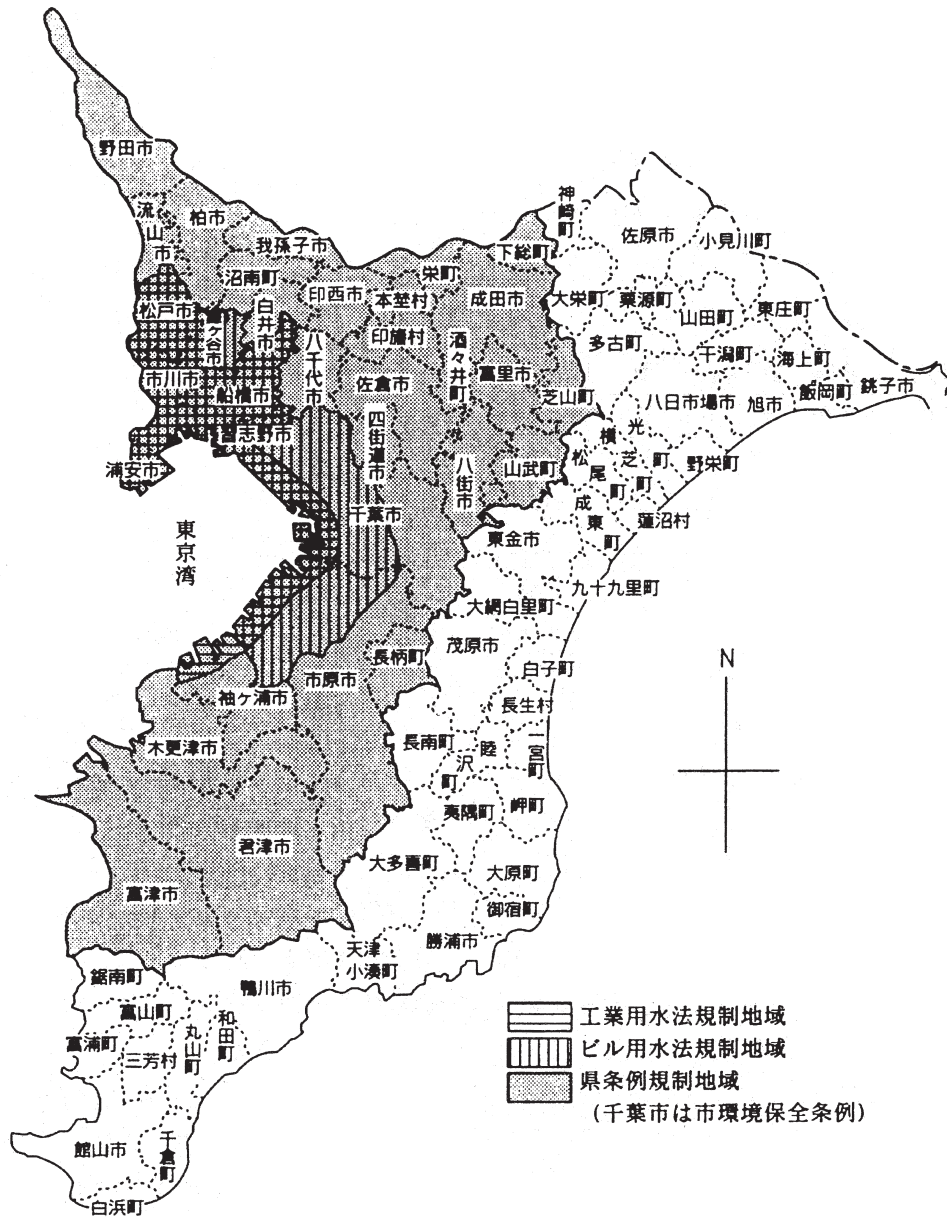 野田市
流山市
柏市
我孫子市
沼南町
神崎町
佐原市
小見川町
下総町
栄町
印西市
本埜村
成田市
大栄町
栗源町
山田町
東庄町
松戸市
鎌ヶ谷市
白井市
八千代市
印旛村
酒々井町
富里市
多古町
干潟町
海上町
市川市
船橋市
佐倉市
芝山町
八日市場市
旭市
飯岡町
銚子市
習志野市
四街道市
八街市
山武町
横芝町
光町
松尾町
野栄町
浦安市
千葉市
成東町
蓮沼村
東京湾
東金市
九十九里町
大網白里町
長柄町
茂原市
白子町
N
袖ヶ浦市
市原市
長生村
木更津市
長南町
睦沢町
一宮町
夷隅町
岬町
君津市
大多喜町
大原町
富津市
御宿町
勝浦市
天津小湊町
鋸南町
鴨川市
富山町
和田町
丸山町
富浦町
三芳村
館山市
千倉町
白浜町
工業用水法規制地域
ビル用水法規制地域
県条例規制地域
(千葉市は市環境保全条例)